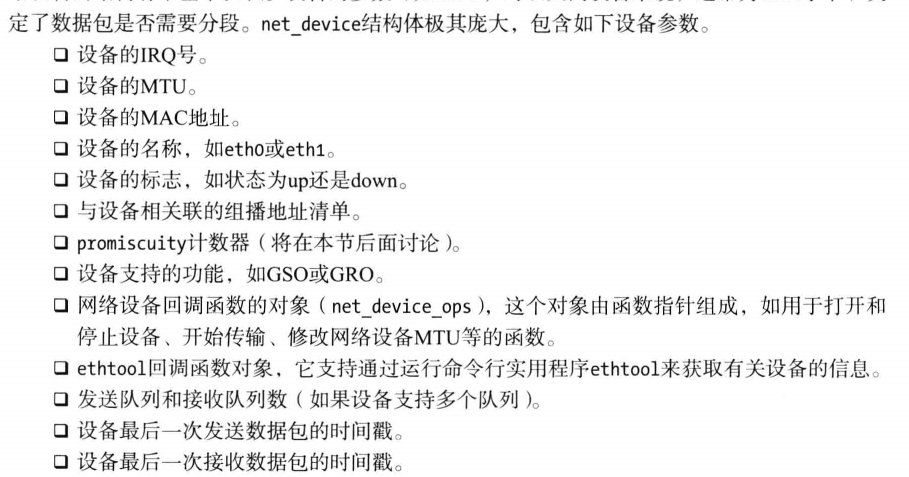 定了数据包是否需要分段。net_device结构体极其庞大，包含如下设备参数。
❑ 设备的IRQ号。
❑ 设备的MTU。
❑ 设备的MAC地址。
❑ 设备的名称，如eth0或eth1。
❑ 设备的标志，如状态为up还是down。
❑ 与设备相关联的组播地址清单。
❑ promiscuity计数器（将在本节后面讨论）。
❑ 设备支持的功能，如GSO或GRO。
❑ 网络设备回调函数的对象（net_device_ops），这个对象由函数指针组成，如用于打开和
停止设备、开始传输、修改网络设备MTU等的函数。
❑ ethtool回调函数对象，它支持通过运行命令行实用程序ethtool来获取有关设备的信息。
❑ 发送队列和接收队列数（如果设备支持多个队列）。
❑ 设备最后一次发送数据包的时间戳。
❑ 设备最后一次接收数据包的时间戳。